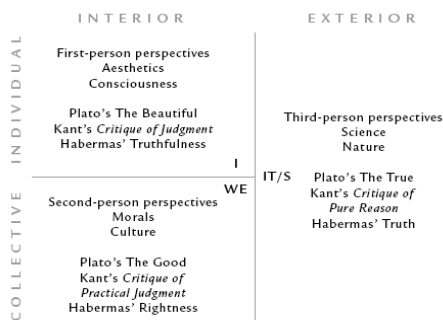 INTERIOR
EXTERIOR
INDIVIDUAL
First-person perspectives
Aesthetics
Consciousness
Plato's The Beautiful
Kant's Critique of Judgment
Habermas' Truthfulness
I
COLLECTIVE
WE
Second-person perspectives
Morals
Culture
Plato's The Good
Kant's Critique of
Practical Judgment
Habermas' Rightness
IT/S
Third-person perspectives
Science
Nature
Plato's The True
Kant's Critique of
Pure Reason
Habermas' Truth